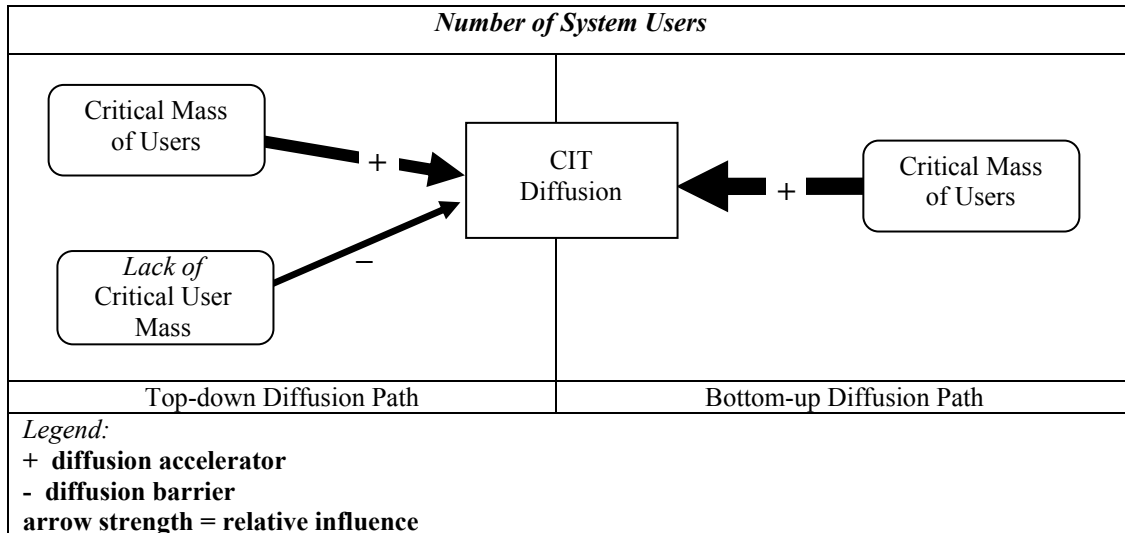 Number of System Users
Critical Mass
of Users
+
Lack of
Critical User
Mass
–
CIT
Diffusion
+
Critical Mass
of Users
Top-down Diffusion Path
Bottom-up Diffusion Path
Legend:
+ diffusion accelerator
- diffusion barrier
arrow strength = relative influence